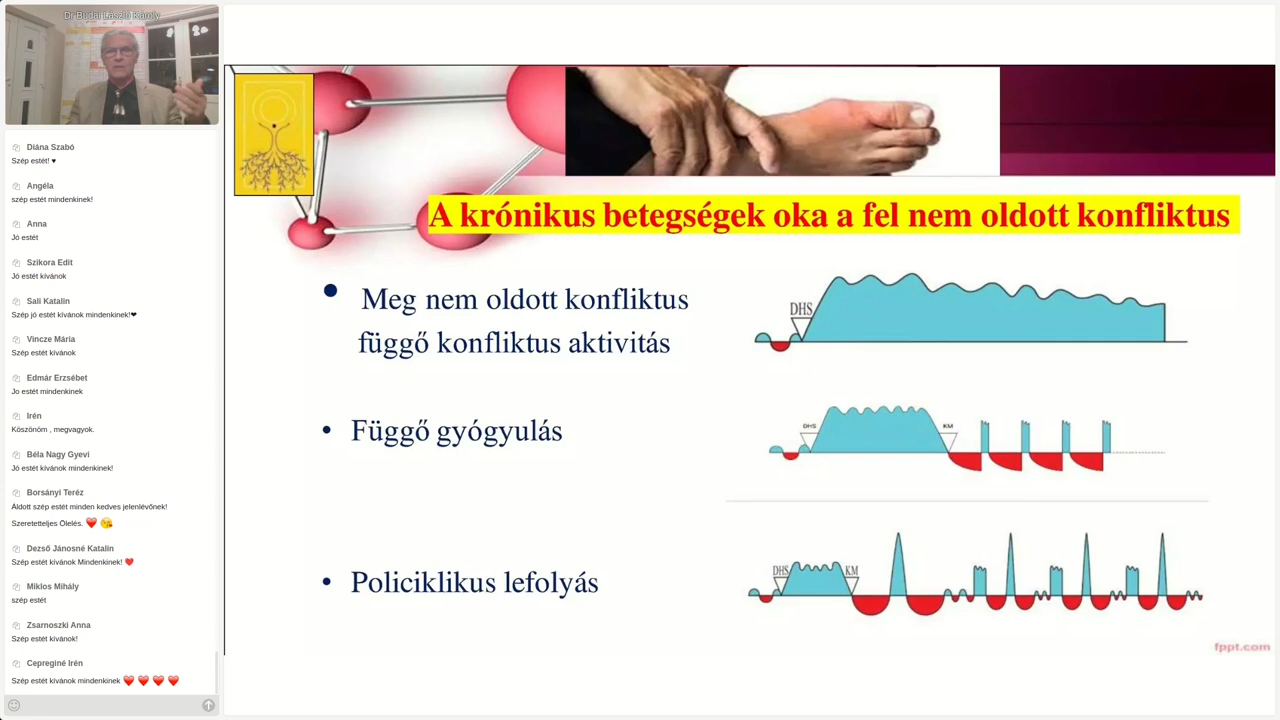 Dr Budai László Károly
Diána Szabó
Szép estét! ♥
Angéla
szép estét mindenkinek!
Anna
Jó estét
Szikora Edit
Jó estét kívánok
Sali Katalin
Szép jó estét kívánok mindenkinek!❤
Vincze Mária
Szép estét kívánok
Edmár Erzsébet
Jo estét mindenkinek
Irén
Köszönöm , megvagyok.
Béla Nagy Gyevi
Jó estét kívánok mindenkinek!
Borsányi Teréz
Áldott szép estét minden kedves jelenlévőnek!
Szeretetteljes Ölelés. ❤️ 😘
Dezső Jánosné Katalin
Szép estét kívánok Mindenkinek! ❤️
Miklos Mihály
szép estét
Zsarnoszki Anna
Szép estét kívánok!
Cepreginé Irén
Szép estét kívánok mindenkinek ❤️ ❤️ ❤️ ❤️
A krónikus betegségek oka a fel nem oldott konfliktus
• Meg nem oldott konfliktus
függő konfliktus aktivitás
DHS
• Függő gyógyulás
DHS KM
• Policiklikus lefolyás
DHS KM
fppt.com